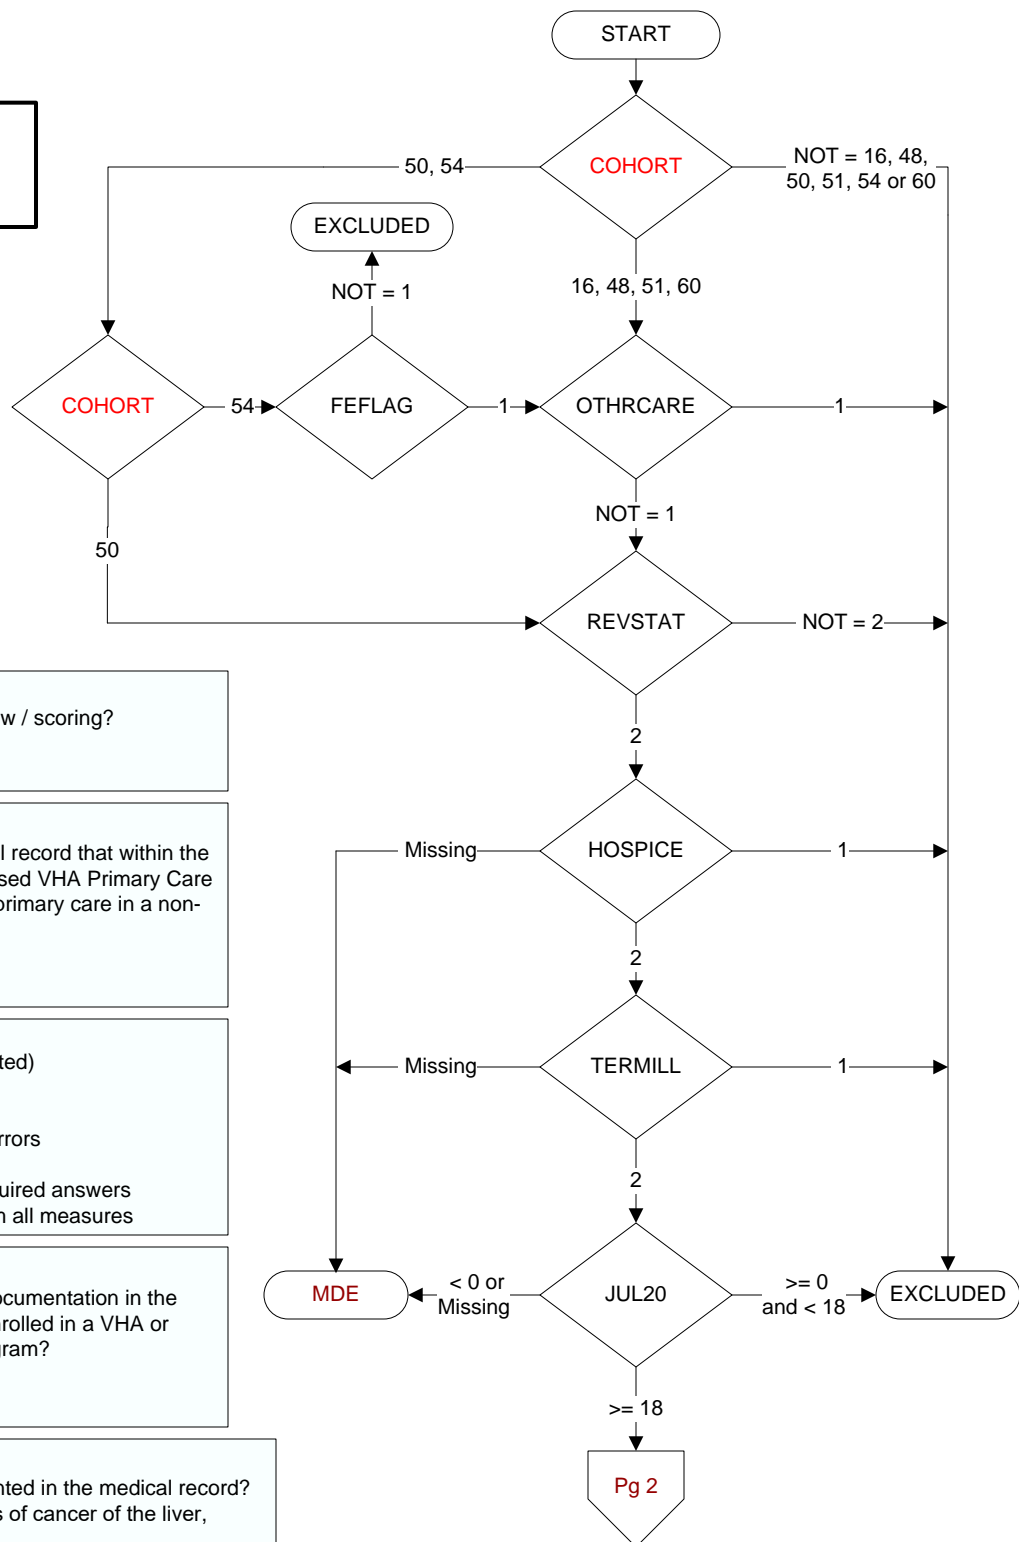 START
COHORT
50, 54
NOT = 16, 48,
50, 51, 54 or 60
EXCLUDED
NOT = 1
16, 48, 51, 60
COHORT
54
FEFLAG
1
OTHRCARE
1
NOT = 1
50
REVSTAT
NOT = 2
w / scoring?
2
l record that within the
sed VHA Primary Care
primary care in a non-
Missing
HOSPICE
1
2
ted)
rrors
uired answers
n all measures
Missing
TERMILL
1
2
ocumentation in the
nrolled in a VHA or
gram?
MDE
< 0 or
Missing
JUL20
>= 0
and < 18
EXCLUDED
>= 18
nted in the medical record?
s of cancer of the liver,
Pg 2